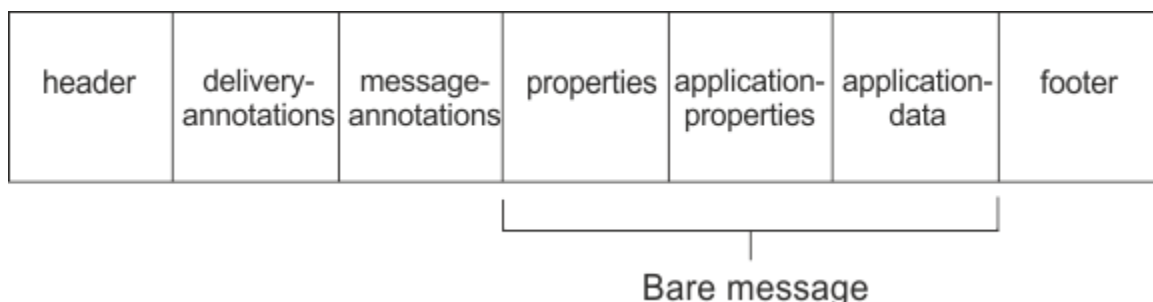 header
delivery-
annotations
message-
annotations
properties
application-
properties
application-
data
footer
Bare message